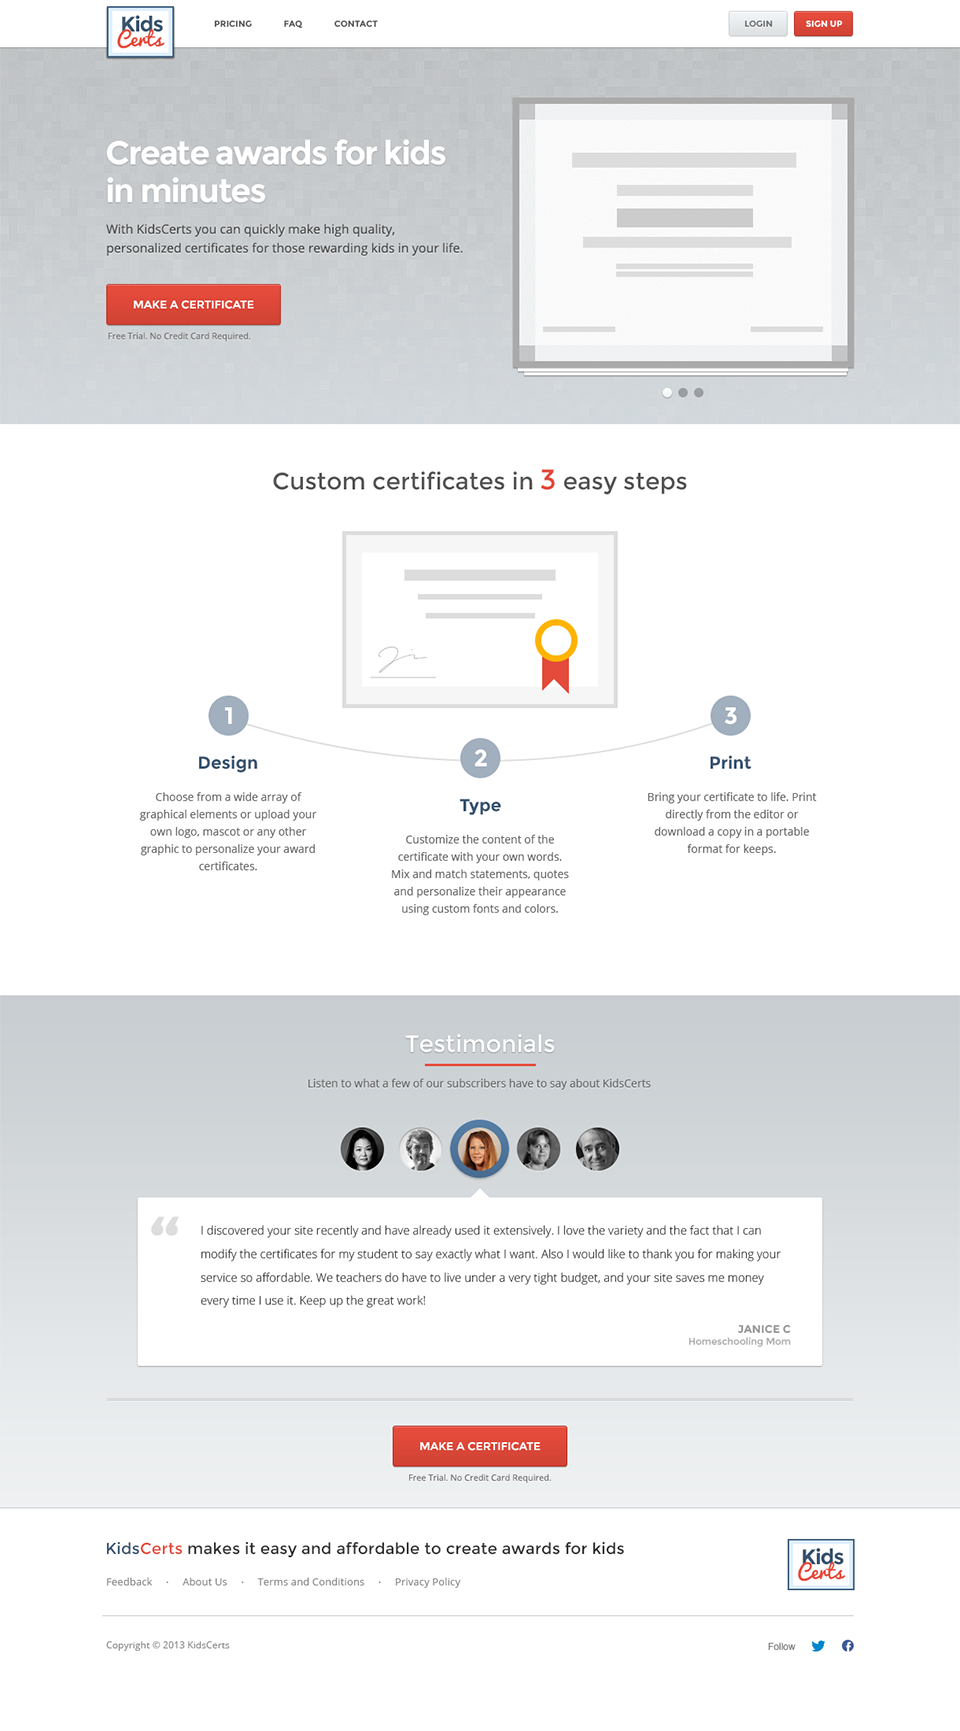 Kids
Certs
PRICING
FAQ
CONTACT
LOGIN
SIGN UP
Create awards for kids
in minutes
With KidsCerts you can quickly make high quality,
personalized certificates for those rewarding kids in your life.
MAKE A CERTIFICATE
Free Trial. No Credit Card Required.
Custom certificates in 3 easy steps
1
Design
Choose from a wide array of
graphical elements or upload your
own logo, mascot or any other
graphic to personalize your award
certificates.
2
Type
Customize the content of the
certificate with your own words.
Mix and match statements, quotes
and personalize their appearance
using custom fonts and colors.
3
Print
Bring your certificate to life. Print
directly from the editor or
download a copy in a portable
format for keeps.
Testimonials
Listen to what a few of our subscribers have to say about KidsCerts
“
I discovered your site recently and have already used it extensively. I love the variety and the fact that I can
modify the certificates for my student to say exactly what I want. Also I would like to thank you for making your
service so affordable. We teachers do have to live under a very tight budget, and your site saves me money
every time I use it. Keep up the great work!
JANICE C
Homeschooling Mom
MAKE A CERTIFICATE
Free Trial. No Credit Card Required.
KidsCerts makes it easy and affordable to create awards for kids
Feedback · About Us · Terms and Conditions · Privacy Policy
Kids
Certs
Copyright © 2013 KidsCerts
Follow